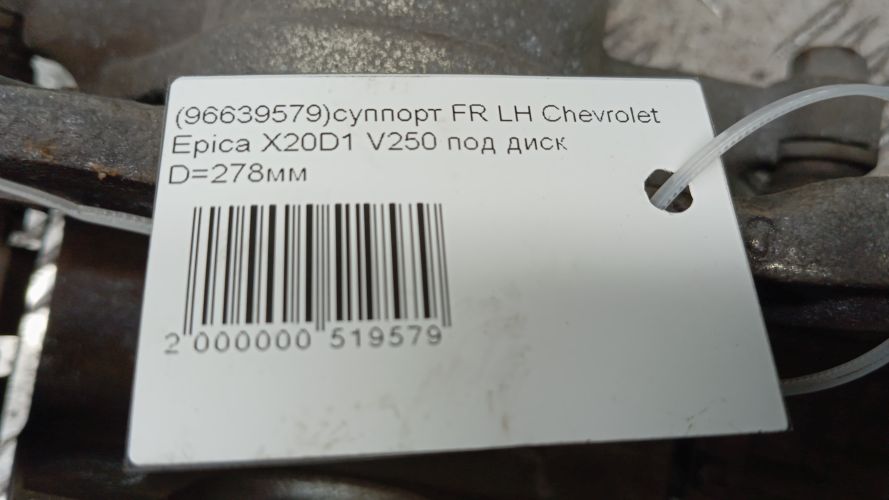 (96639579)суппорт FR LH Chevrolet
Epica X20D1 V250 под диск
D=278мм
2 000000 519579